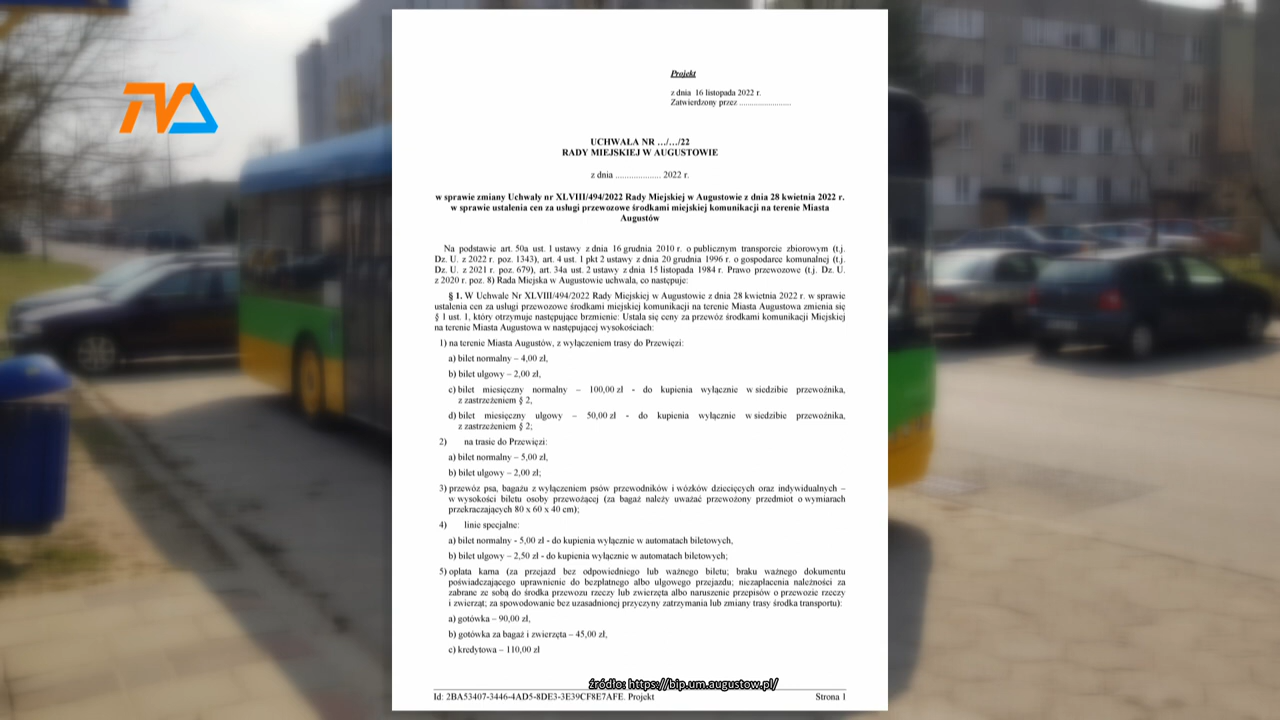 TVA
Projekt
z dnia 16 listopada 2022 r.
Zatwierdzony przez .........................
UCHWAŁA NR .../.../22
RADY MIEJSKIEJ W AUGUSTOWIE
z dnia ...................... 2022 r.
w sprawie zmiany Uchwały nr XLVIII/494/2022 Rady Miejskiej w Augustowie z dnia 28 kwietnia 2022 r.
w sprawie ustalenia cen za usługi przewozowe środkami miejskiej komunikacji na terenie Miasta
Augustów
Na podstawie art. 50a ust. 1 ustawy z dnia 16 grudnia 2010 r. o publicznym transporcie zbiorowym (t.j.
Dz. U. z 2022 r. poz. 1343), art. 4 ust. 1 pkt 2 ustawy z dnia 20 grudnia 1996 r. o gospodarce komunalnej (t.j.
Dz. U. z 2021 r. poz. 679), art. 34a ust. 2 ustawy z dnia 15 listopada 1984 r. Prawo przewozowe (t.j. Dz. U.
z 2020 r. poz. 8) Rada Miejska w Augustowie uchwala, co następuje:
§ 1. W Uchwale Nr XLVIII/494/2022 Rady Miejskiej w Augustowie z dnia 28 kwietnia 2022 r. w sprawie
ustalenia cen za usługi przewozowe środkami miejskiej komunikacji na terenie Miasta Augustowa zmienia się
§ 1 ust. 1, który otrzymuje następujące brzmienie: Ustala się ceny za przewóz środkami komunikacji Miejskiej
na terenie Miasta Augustowa w następującej wysokościach:
1) na terenie Miasta Augustów, z wyłączeniem trasy do Przewięzi:
a) bilet normalny – 4,00 zł,
b) bilet ulgowy – 2,00 zł,
c) bilet miesięczny normalny – 100,00 zł - do kupienia wyłącznie w siedzibie przewoźnika,
z zastrzeżeniem § 2,
d) bilet miesięczny ulgowy – 50,00 zł - do kupienia wyłącznie w siedzibie przewoźnika,
z zastrzeżeniem § 2;
2) na trasie do Przewięzi:
a) bilet normalny – 5,00 zł,
b) bilet ulgowy – 2,00 zł;
3) przewóz psa, bagażu z wyłączeniem psów przewodników i wózków dziecięcych oraz indywidualnych –
w wysokości biletu osoby przewożącej (za bagaż należy uważać przewożony przedmiot o wymiarach
przekraczających 80 x 60 x 40 cm);
4) linie specjalne:
a) bilet normalny - 5,00 zł - do kupienia wyłącznie w automatach biletowych,
b) bilet ulgowy – 2,50 zł - do kupienia wyłącznie w automatach biletowych;
5) opłata karna (za przejazd bez odpowiedniego lub ważnego biletu; braku ważnego dokumentu
poświadczającego uprawnienie do bezpłatnego albo ulgowego przejazdu; niezapłacenia należności za
zabrane ze sobą do środka przewozu rzeczy lub zwierzęta albo naruszenie przepisów o przewozie rzeczy
i zwierząt; za spowodowanie bez uzasadnionej przyczyny zatrzymania lub zmiany trasy środka transportu):
a) gotówka – 90,00 zł,
b) gotówka za bagaż i zwierzęta – 45,00 zł,
c) kredytowa – 110,00 zł
źródło: https://bip.um.augustow.pl/
Id: 2BA53407-3446-4AD5-8DE3-3E39CF8E7AFE. Projekt Strona 1